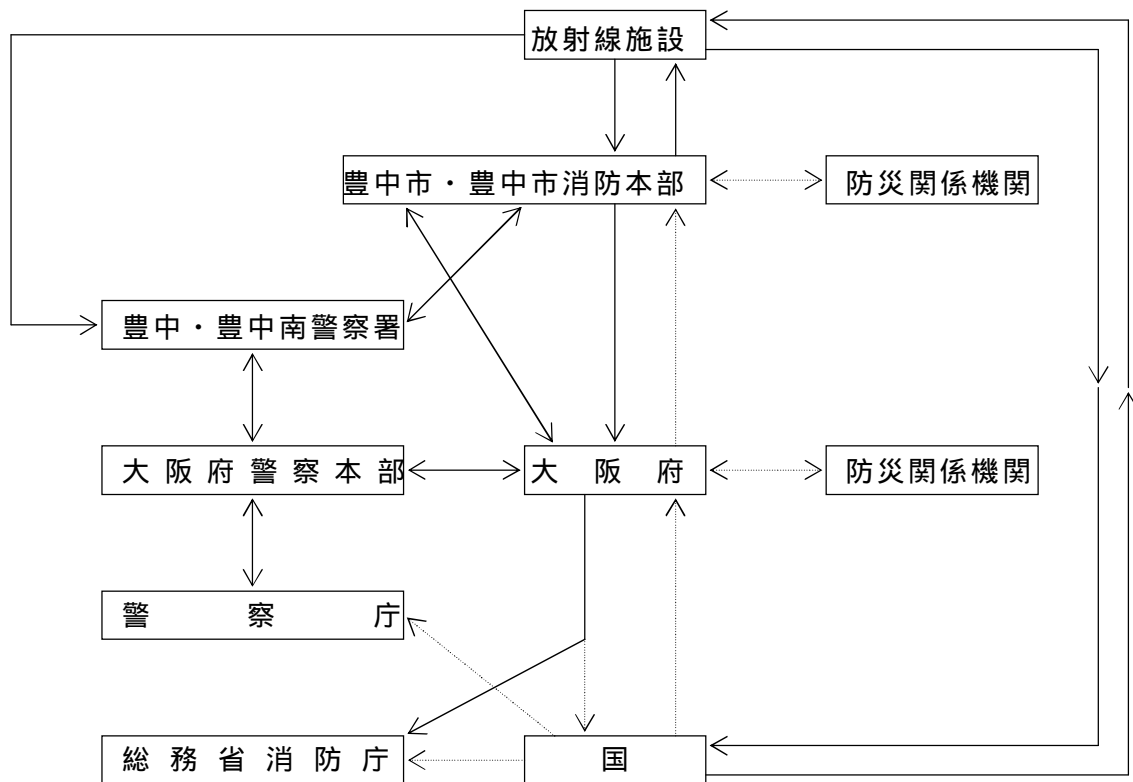 放射線施設
豊中市・豊中市消防本部
防災関係機関
豊中・豊中南警察署
大阪府警察本部
大阪府
防災関係機関
警察庁
総務省消防庁
国